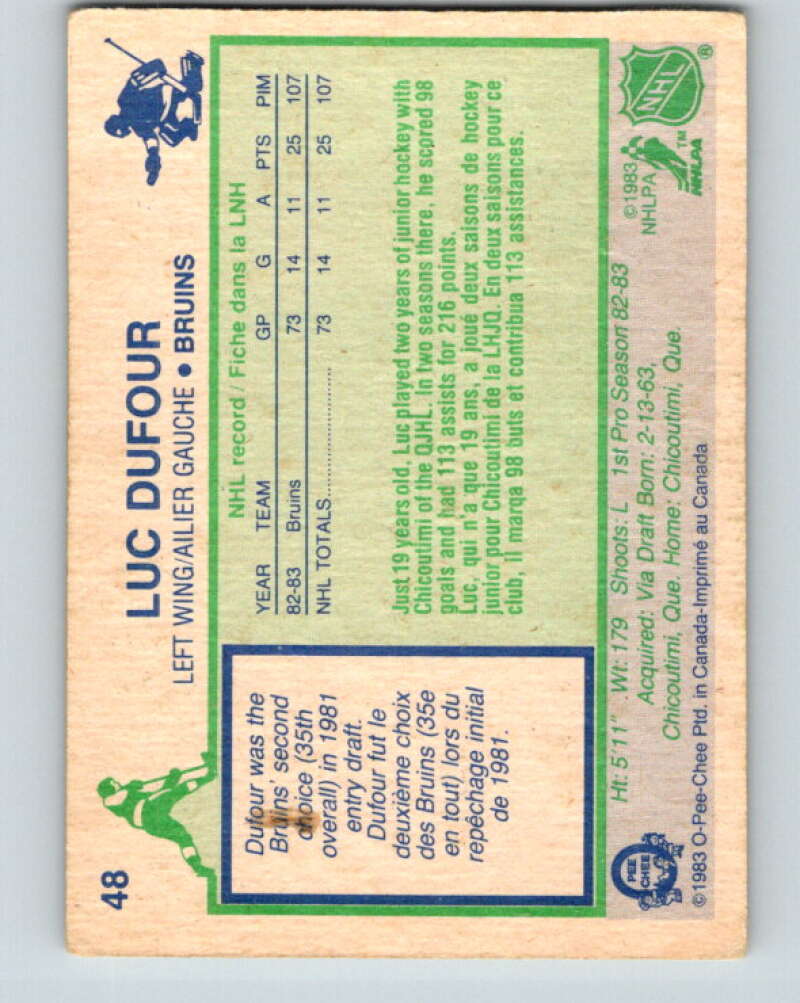 48
LUC DUFOUR
LEFT WING/AILIER GAUCHE • BRUINS
Dufour was the
Bruins' second
choice (35th
overall) in 1981
entry draft.
Dufour fut le
deuxième choix
des Bruins (35e
en tout) lors du
repêchage initial
de 1981.
NHL record / Fiche dans la LNH
YEAR TEAM GP G A PTS PIM
82-83 Bruins 73 14 11 25 107
NHL TOTALS........................ 73 14 11 25 107
Just 19 years old, Luc played two years of junior hockey with
Chicoutimi of the QJHL. In two seasons there, he scored 98
goals and had 113 assists for 216 points.
Luc, qui n'a que 19 ans, a joué deux saisons de hockey
junior pour Chicoutimi de la LHJQ. En deux saisons pour ce
club, il marqa 98 buts et contribua 113 assistances.
Ht: 5'11" Wt: 179 Shoots: L 1st Pro Season 82-83
Acquired: Via Draft Born: 2-13-63,
Chicoutimi, Que. Home: Chicoutimi, Que.
©1983
NHLPA
NHL ®
NHLPA ™
O PEE CHEE
©1983 O-Pee-Chee Ptd. in Canada-Imprimé au Canada